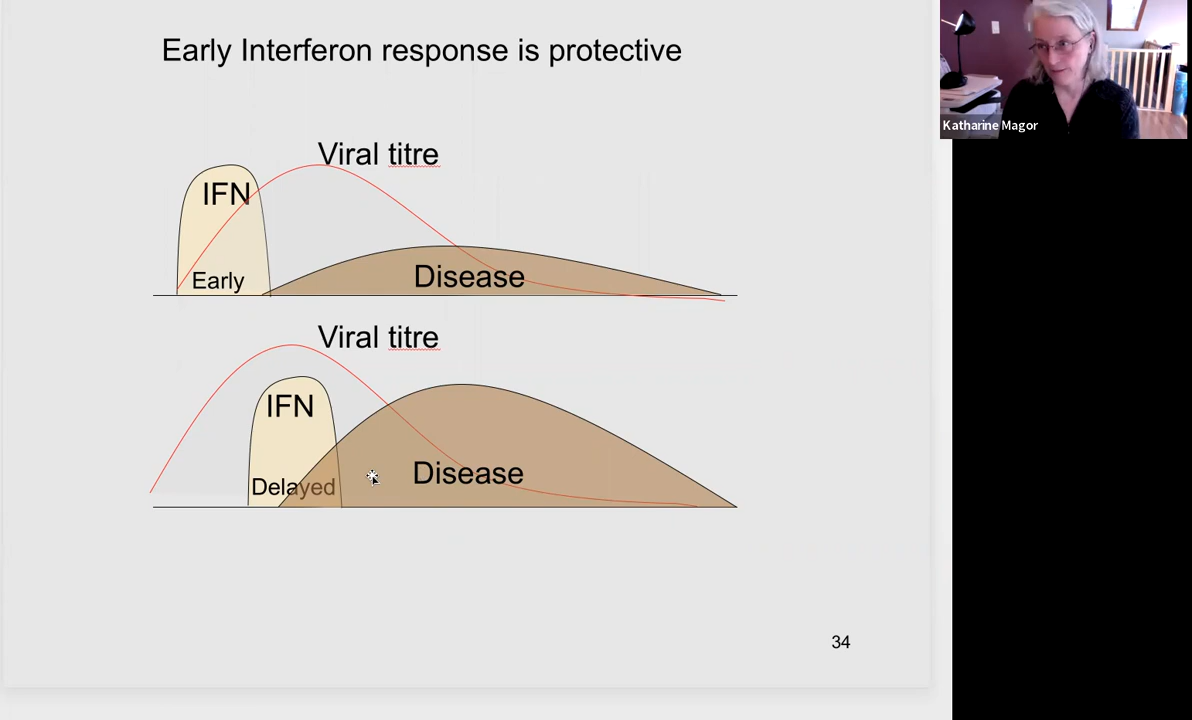 Early Interferon response is protective
Katharine Magor
Viral titre
IFN
Early
Disease
Viral titre
IFN
Delayed
Disease
34